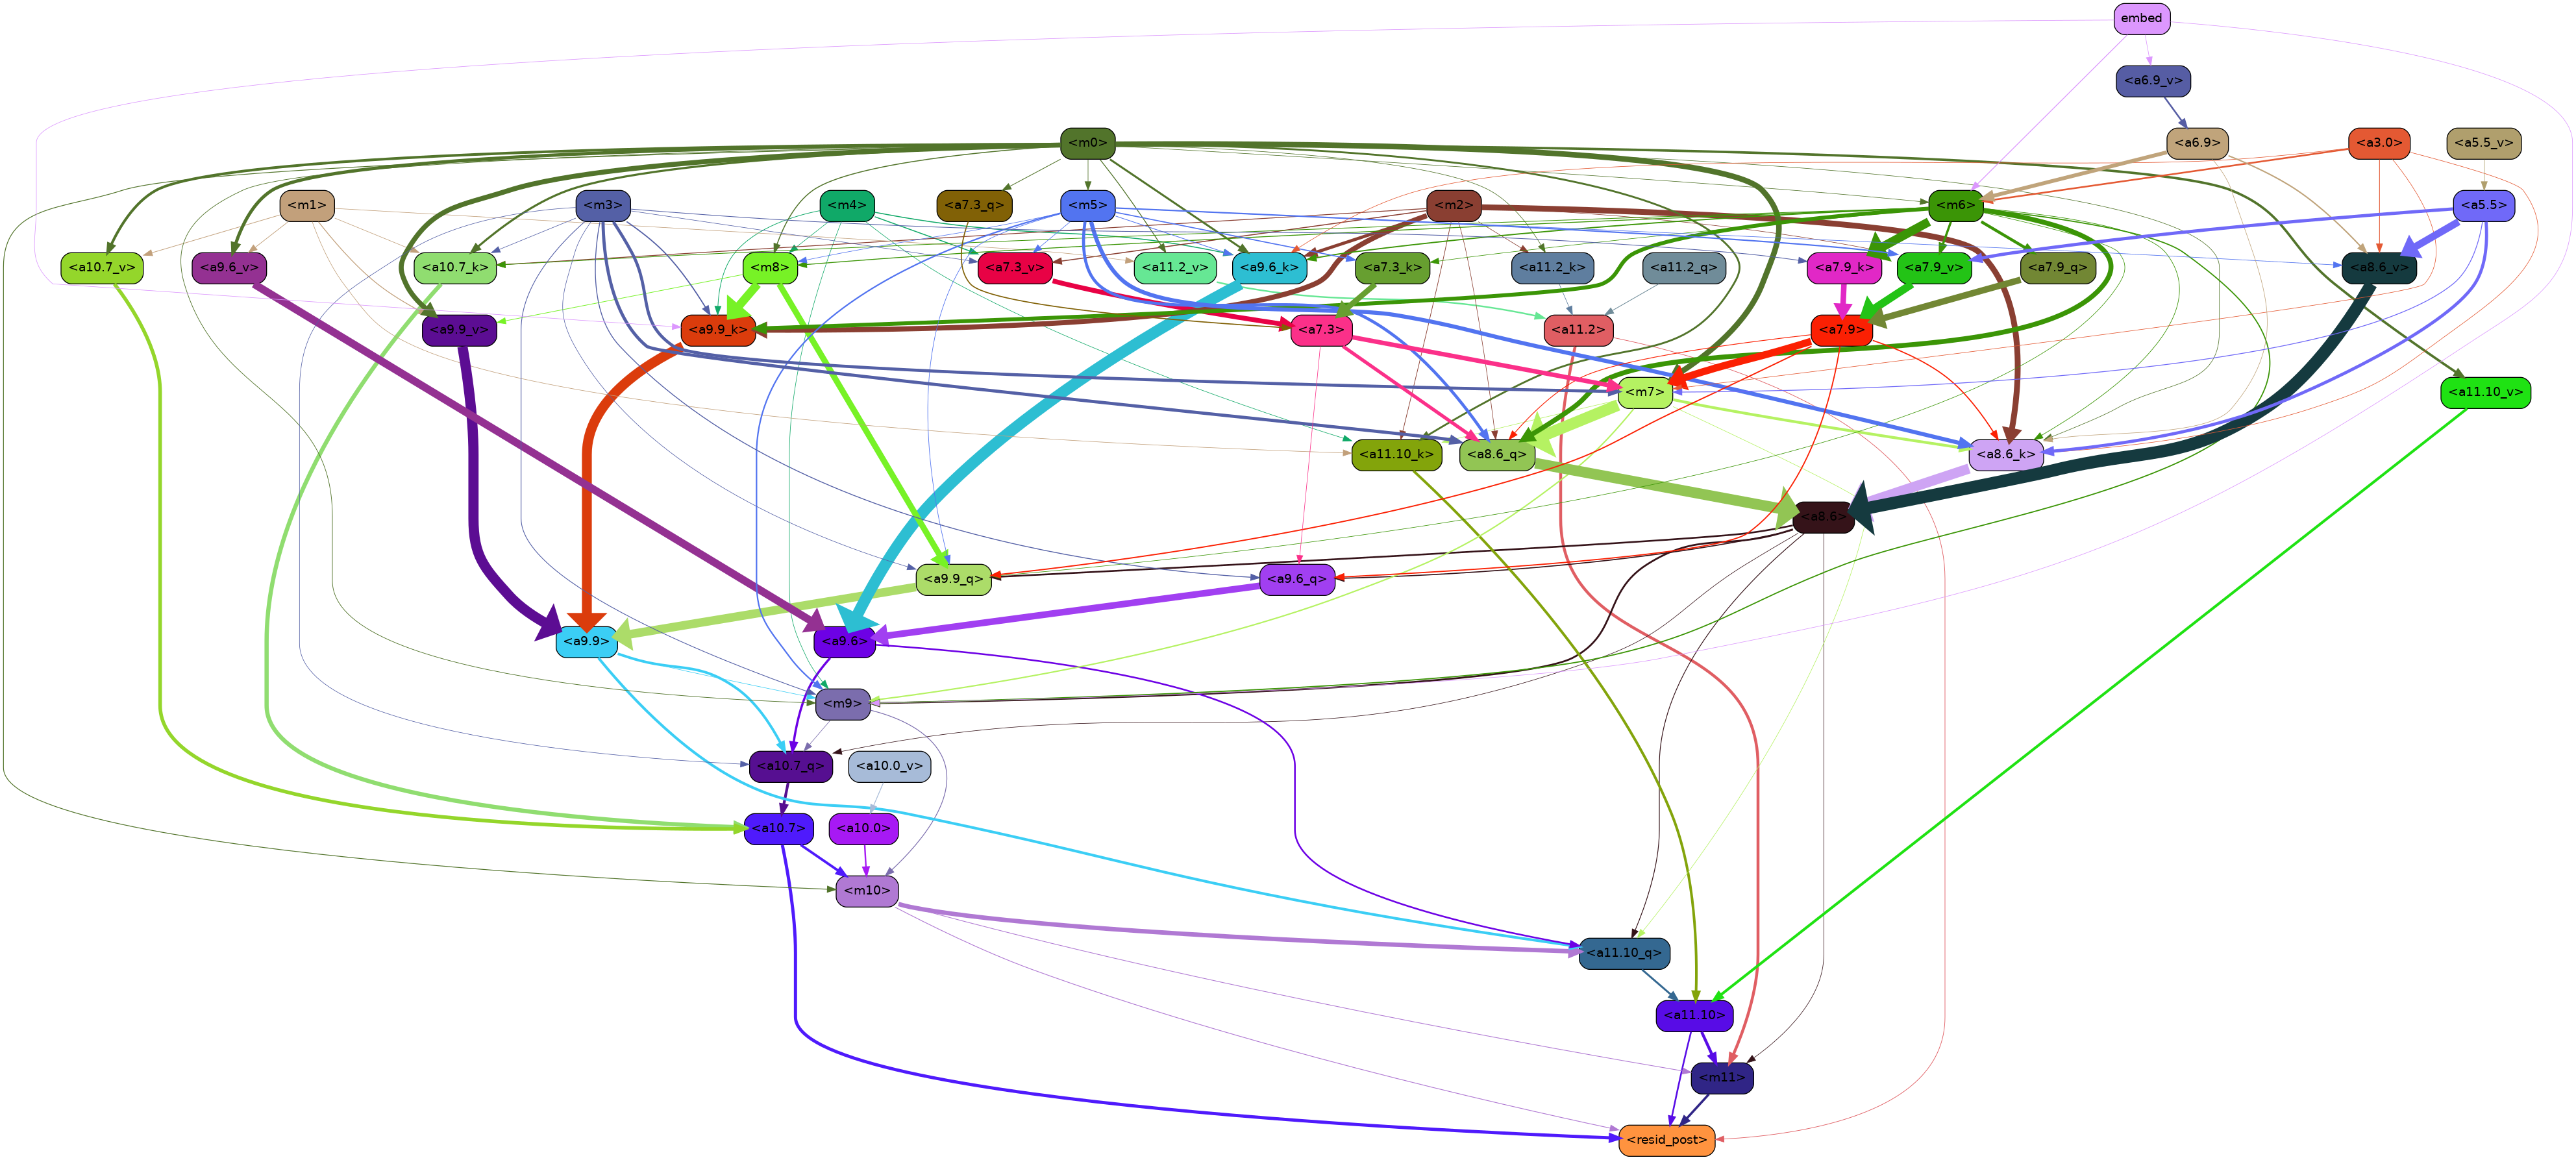 embed
<a6.9_v>
<m0>
<a6.9>
<a3.0>
<a5.5_v>
<m1>
<m3>
<m4>
<a7.3_q>
<m5>
<m2>
<m6>
<a5.5>
<a10.7_v>
<a9.6_v>
<a10.7_k>
<m8>
<a7.3_v>
<a11.2_v>
<a9.6_k>
<a7.3_k>
<a11.2_k>
<a11.2_q>
<a7.9_k>
<a7.9_v>
<a7.9_q>
<a8.6_v>
<a9.9_v>
<a9.9_k>
<a7.3>
<a11.2>
<a7.9>
<m7>
<a11.10_v>
<a11.10_k>
<a8.6_q>
<a8.6_k>
<a8.6>
<a9.9_q>
<a9.6_q>
<a9.9>
<a9.6>
<m9>
<a10.7_q>
<a10.0_v>
<a10.7>
<a10.0>
<m10>
<a11.10_q>
<a11.10>
<m11>
<resid_post>